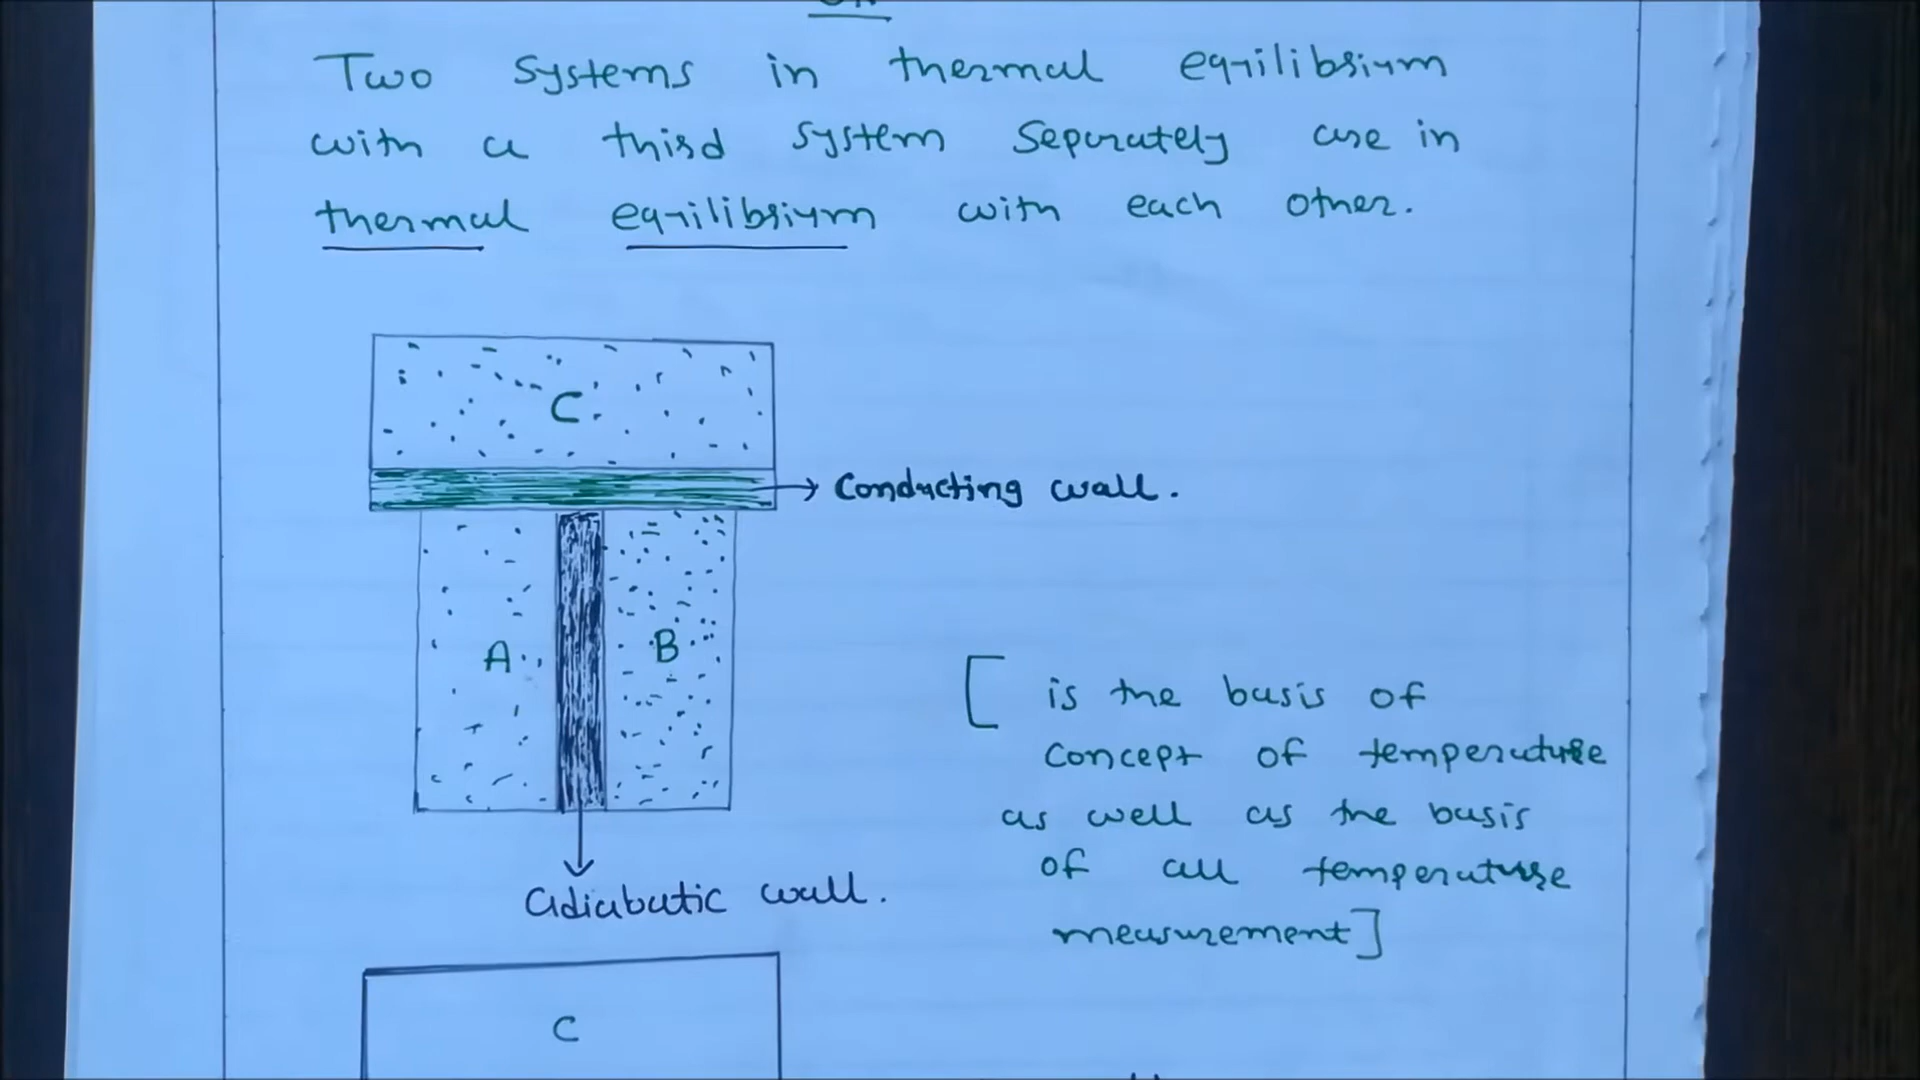 Two systems in thermal equilibrium
with a third system seperately are in
thermal equilibrium with each other.
C
Conducting wall.
A
B
[ is the basis of
concept of temperature
as well as the basis
of all temperature
measurement]
adiabatic wall.
C